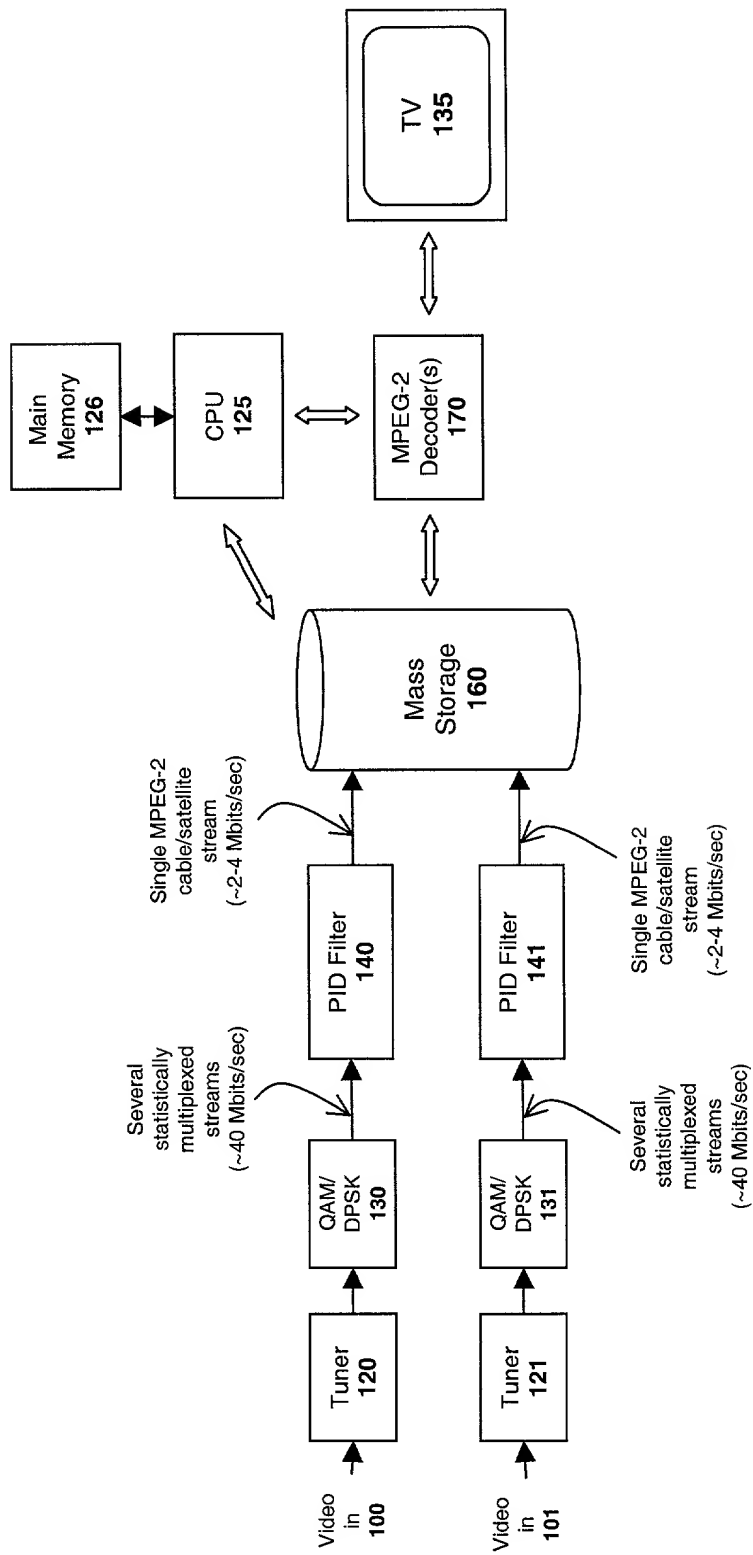 Video
in
100
Tuner
120
QAM/
DPSK
130
Several
statistically
multiplexed
streams
(~40 Mbits/sec)
PID Filter
140
Single MPEG-2
cable/satellite
stream
(~2-4 Mbits/sec)
Video
in
101
Tuner
121
QAM/
DPSK
131
Several
statistically
multiplexed
streams
(~40 Mbits/sec)
PID Filter
141
Single MPEG-2
cable/satellite
stream
(~2-4 Mbits/sec)
Mass
Storage
160
Main
Memory
126
CPU
125
MPEG-2
Decoder(s)
170
TV
135